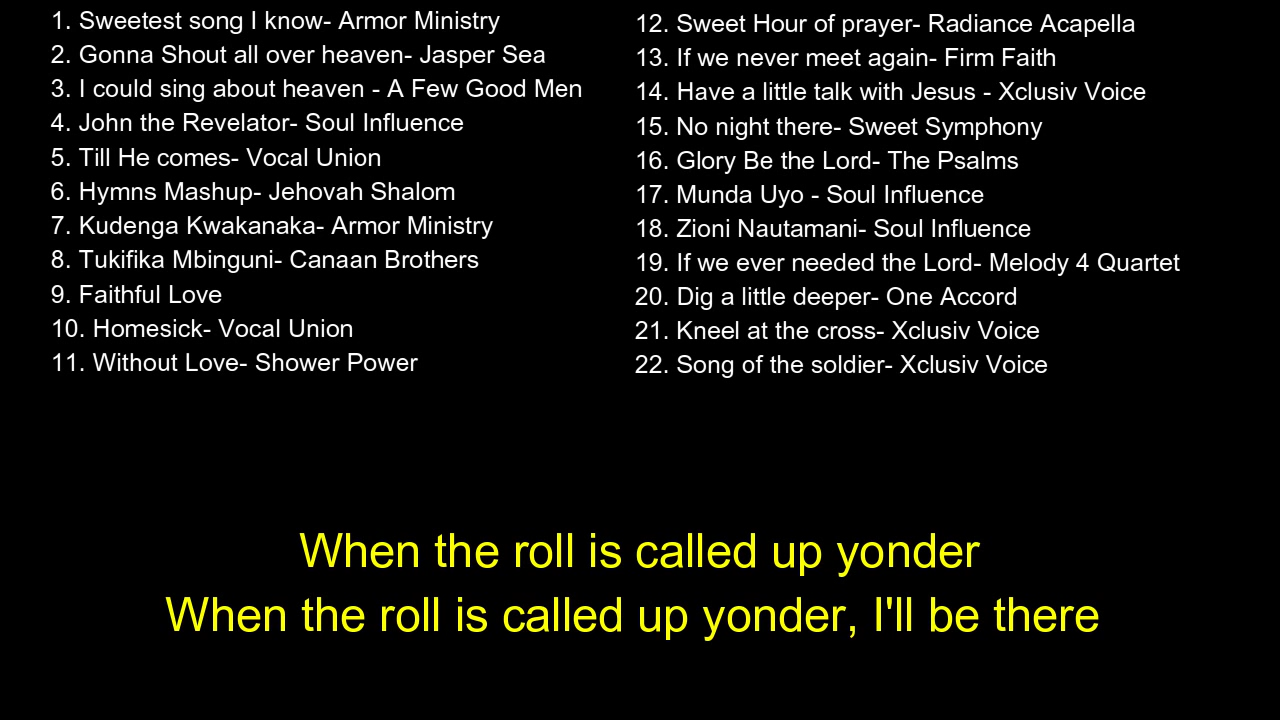 1. Sweetest song I know- Armor Ministry
2. Gonna Shout all over heaven- Jasper Sea
3. I could sing about heaven - A Few Good Men
4. John the Revelator- Soul Influence
5. Till He comes- Vocal Union
6. Hymns Mashup- Jehovah Shalom
7. Kudenga Kwakanaka- Armor Ministry
8. Tukifika Mbinguni- Canaan Brothers
9. Faithful Love
10. Homesick- Vocal Union
11. Without Love- Shower Power
12. Sweet Hour of prayer- Radiance Acapella
13. If we never meet again- Firm Faith
14. Have a little talk with Jesus - Xclusiv Voice
15. No night there- Sweet Symphony
16. Glory Be the Lord- The Psalms
17. Munda Uyo - Soul Influence
18. Zioni Nautamani- Soul Influence
19. If we ever needed the Lord- Melody 4 Quartet
20. Dig a little deeper- One Accord
21. Kneel at the cross- Xclusiv Voice
22. Song of the soldier- Xclusiv Voice
When the roll is called up yonder
When the roll is called up yonder, I'll be there